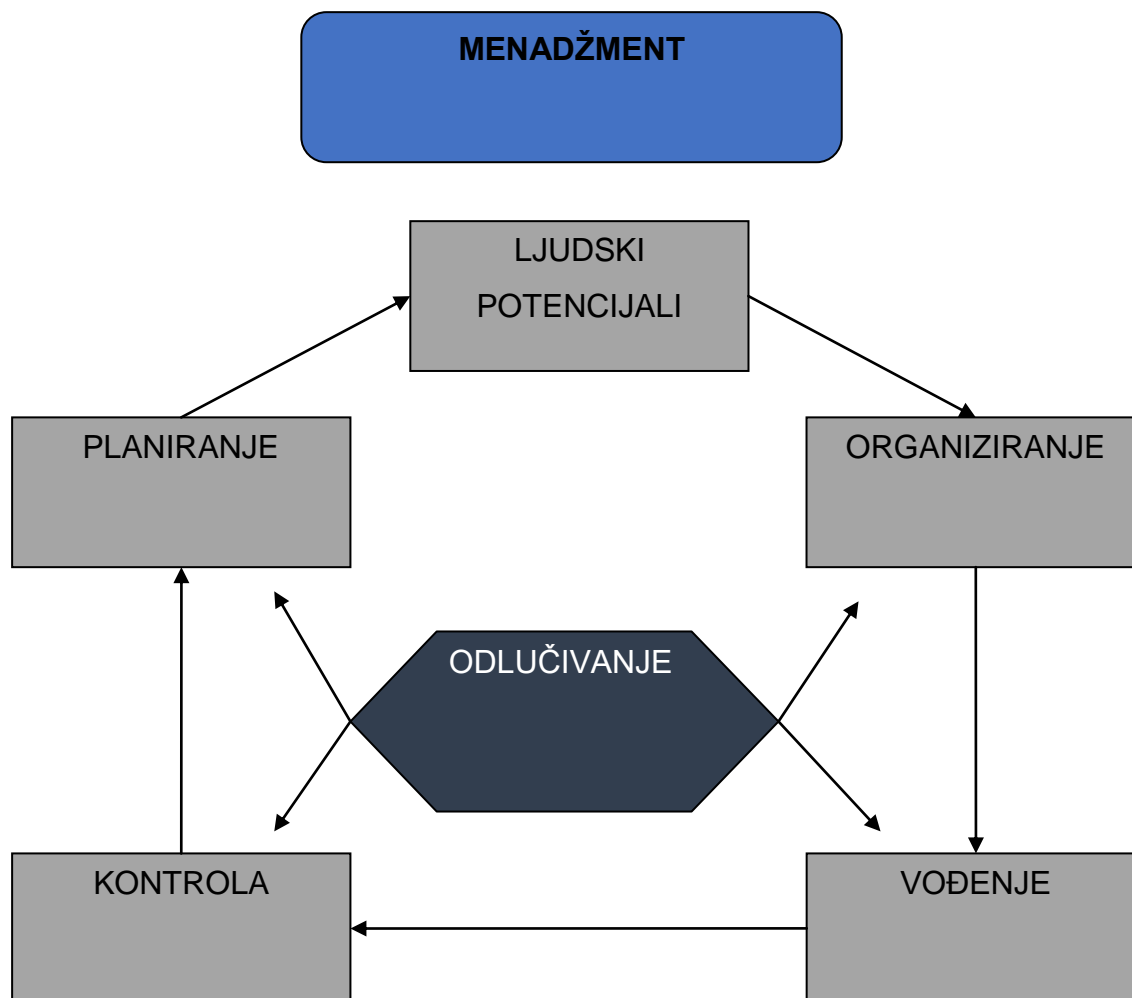 MENADŽMENT
LJUDSKI
POTENCIJALI
PLANIRANJE
ORGANIZIRANJE
ODLUČIVANJE
KONTROLA
VOĐENJE